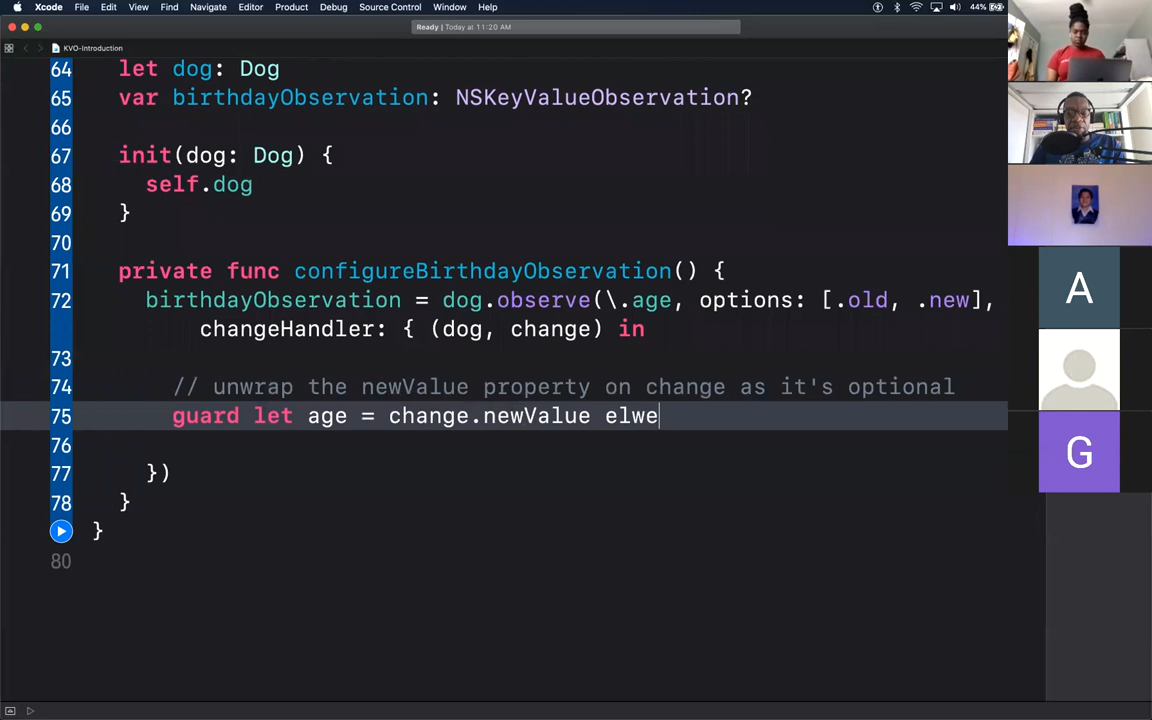 Xcode File Edit View Find Navigate Editor Product Debug Source Control Window Help 44%
Ready | Today at 11:20 AM
KVO-Introduction
64 let dog: Dog
65 var birthdayObservation: NSKeyValueObservation?
66
67 init(dog: Dog) {
68 self.dog
69 }
70
71 private func configureBirthdayObservation() {
72 birthdayObservation = dog.observe(\.age, options: [.old, .new],
changeHandler: { (dog, change) in
73
74 // unwrap the newValue property on change as it's optional
75 guard let age = change.newValue elwe
76
77 })
78 }
}
80
A
G